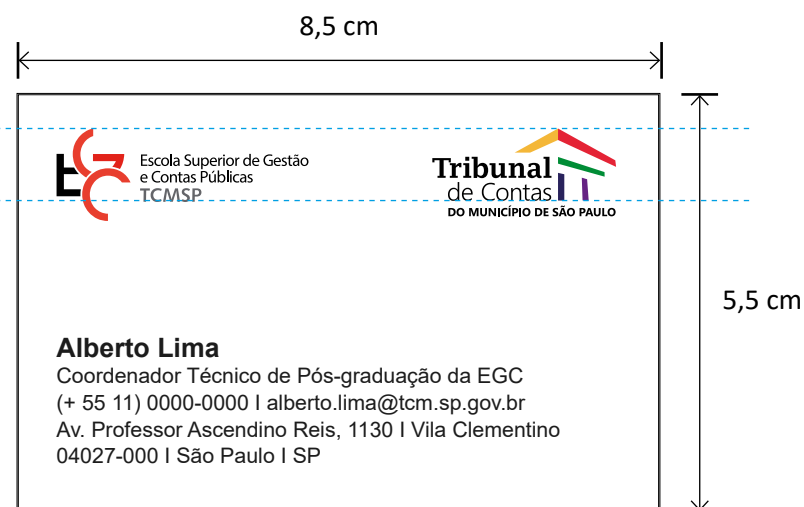 8,5 cm
EGC
Escola Superior de Gestão
e Contas Públicas
TCMSP
Tribunal
de Contas
DO MUNICÍPIO DE SÃO PAULO
5,5 cm
Alberto Lima
Coordenador Técnico de Pós-graduação da EGC
(+ 55 11) 0000-0000 I alberto.lima@tcm.sp.gov.br
Av. Professor Ascendino Reis, 1130 I Vila Clementino
04027-000 I São Paulo I SP